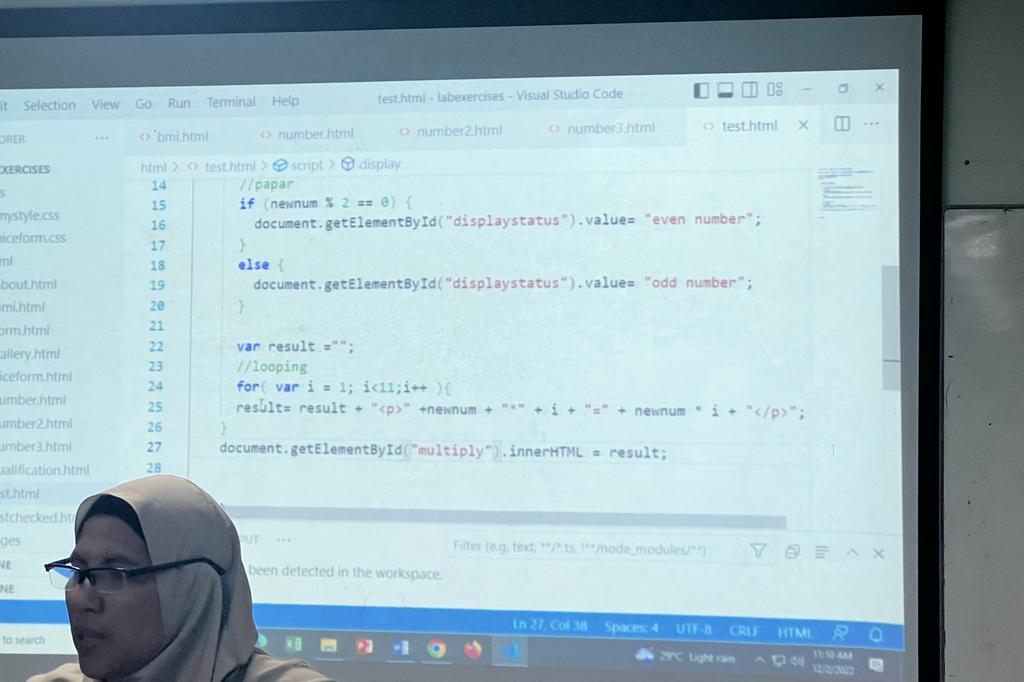 it Selection View Go Run Terminal Help test.html - labexercises - Visual Studio Code
ORER ... bmi.html number.html number2.html number3.html test.html
EXERCISES
html > test.html > script > display
s
mystyle.css
niceform.css
ml
bout.html
mi.html
orm.html
allery.html
iceform.html
umber.html
umber2.html
umber3.html
ualification.html
st.html
stchecked.ht
ges
NE
NE
14 //papar
15 if (newnum % 2 == 0) {
16 document.getElementById("displaystatus").value= "even number";
17 }
18 else {
19 document.getElementById("displaystatus").value= "odd number";
20 }
21
22 var result ="";
23 //looping
24 for( var i = 1; i<11;i++ ){
25 result= result + "<p>" +newnum + "*" + i + "=" + newnum * i + "</p>";
26 }
27 document.getElementById("multiply").innerHTML = result;
28
PUT ... Filter (e.g. text, **/*.ts, !**/node_modules/**)
been detected in the workspace.
Ln 27, Col 38 Spaces: 4 UTF-8 CRLF HTML
to search 29°C Light rain 11:10 AM
12/2/2022